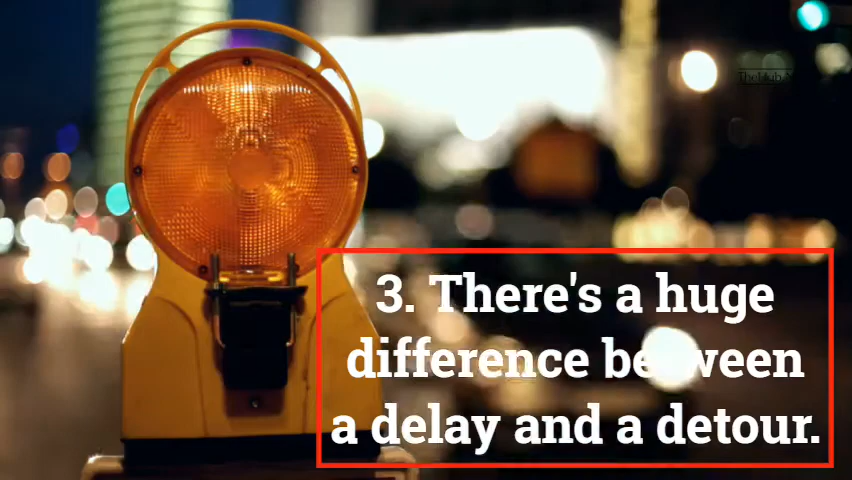 3. There's a huge
difference between
a delay and a detour.